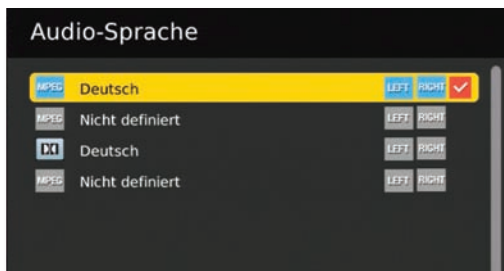 Audio-Sprache
MPEG Deutsch LEFT RIGHT
MPEG Nicht definiert LEFT RIGHT
Deutsch LEFT RIGHT
MPEG Nicht definiert LEFT RIGHT